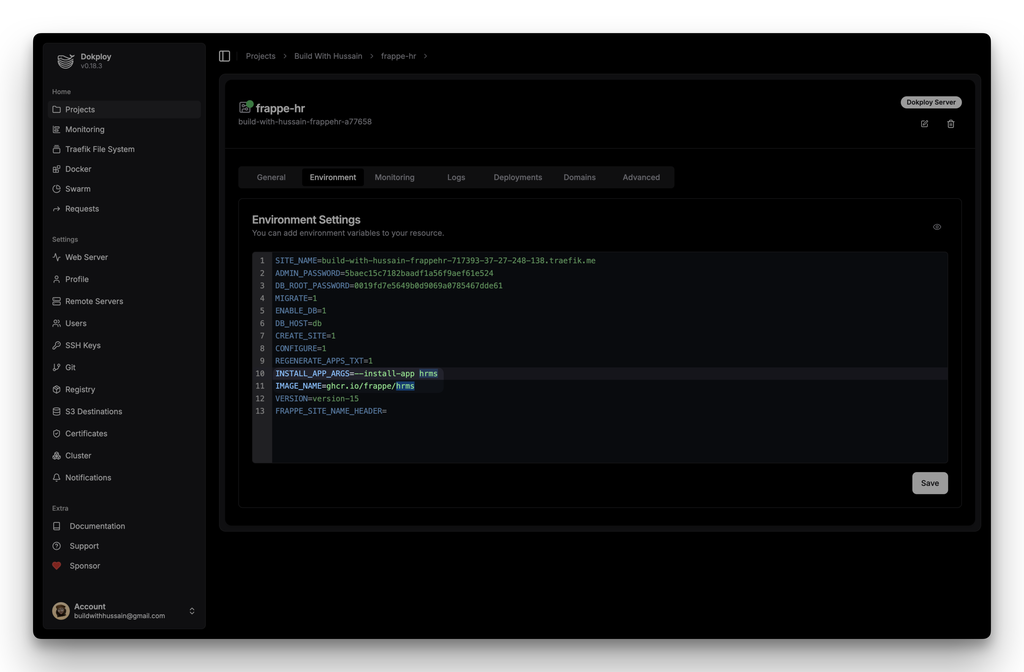 Dokploy
v0.18.3
Home
Projects
Monitoring
Traefik File System
Docker
Swarm
Requests
Settings
Web Server
Profile
Remote Servers
Users
SSH Keys
Git
Registry
S3 Destinations
Certificates
Cluster
Notifications
Extra
Documentation
Support
Sponsor
Account
buildwithhussain@gmail.com
Projects > Build With Hussain > frappe-hr >
frappe-hr
build-with-hussain-frappehr-a77658
Dokploy Server
General Environment Monitoring Logs Deployments Domains Advanced
Environment Settings
You can add environment variables to your resource.
1 SITE_NAME=build-with-hussain-frappehr-717393-37-27-248-138.traefik.me
2 ADMIN_PASSWORD=5baec15c7182baadf1a56f9aef61e524
3 DB_ROOT_PASSWORD=0019fd7e5649b0d9069a0785467dde61
4 MIGRATE=1
5 ENABLE_DB=1
6 DB_HOST=db
7 CREATE_SITE=1
8 CONFIGURE=1
9 REGENERATE_APPS_TXT=1
10 INSTALL_APP_ARGS=--install-app hrms
11 IMAGE_NAME=ghcr.io/frappe/hrms
12 VERSION=version-15
13 FRAPPE_SITE_NAME_HEADER=
Save